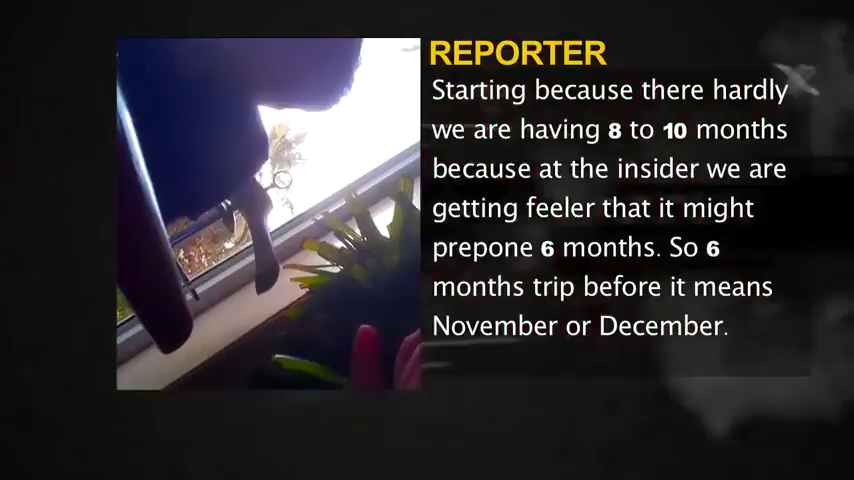 REPORTER
Starting because there hardly
we are having 8 to 10 months
because at the insider we are
getting feeler that it might
prepone 6 months. So 6
months trip before it means
November or December.